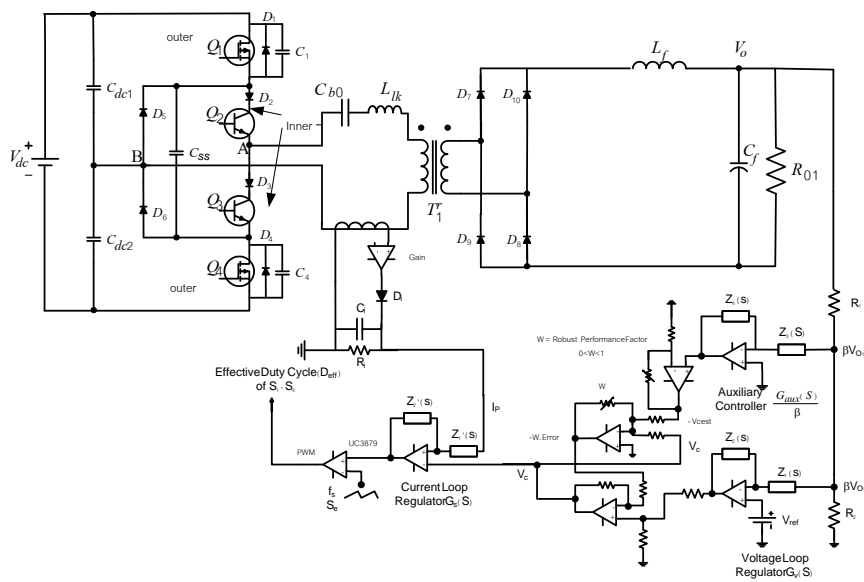 outer
Q1
D1
C1
Cdc1
D5
D2
Q2
Css
Inner
A
B
Vdc
+
−
D3
Q3
D6
Cdc2
D4
Q4
C4
outer
Cb0
Llk
T1r
D7
D10
D9
D8
Lf
Vo
Cf
R01
Gain
Di
Ci
Ri
Effective Duty Cycle (Deff)
IP
PWM
UC3879
fs
Se
Current Loop
Regulator Gs(S)
W = Robust Performance Factor
0<W<1
W
-W.Error
-Vcest
Vc
Vc
Auxiliary
Controller
Gaux(S)
β
βVO
βVO
Vref
Voltage Loop
Regulator Gv(S)